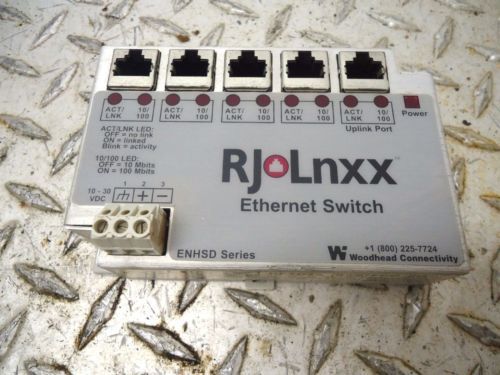 ACT/ LNK 10/ 100 ACT/ LNK 10/ 100 ACT/ LNK 10/ 100 ACT/ LNK 10/ 100 ACT/ LNK 10/ 100
Uplink Port
Power
ACT/LNK LED:
OFF = no link
ON = linked
Blink = activity
10/100 LED:
OFF = 10 Mbits
ON = 100 Mbits
RJ Lnxx™
Ethernet Switch
10 - 30
VDC
1 2 3
+ −
ENHSD Series
W
+1 (800) 225-7724
Woodhead Connectivity